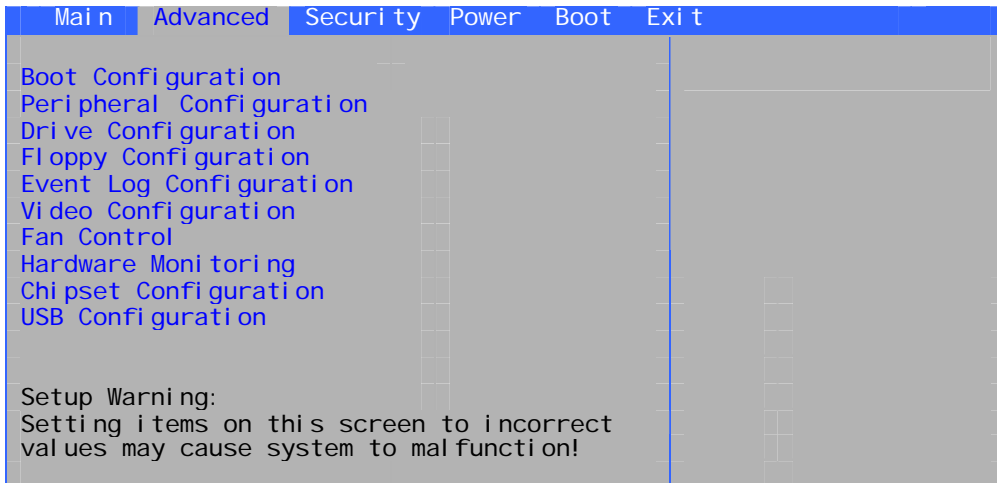 Main Advanced Security Power Boot Exit
Boot Configuration
Peripheral Configuration
Drive Configuration
Floppy Configuration
Event Log Configuration
Video Configuration
Fan Control
Hardware Monitoring
Chipset Configuration
USB Configuration
Setup Warning:
Setting items on this screen to incorrect
values may cause system to malfunction!